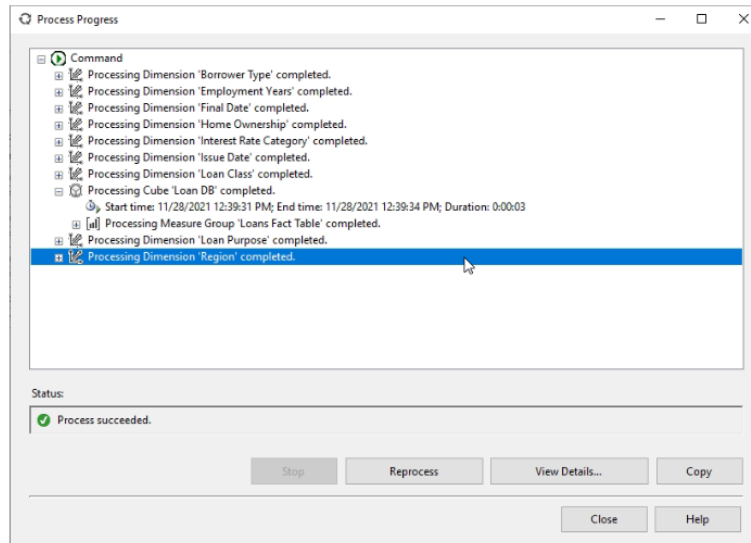 Process Progress
Command
Processing Dimension 'Borrower Type' completed.
Processing Dimension 'Employment Years' completed.
Processing Dimension 'Final Date' completed.
Processing Dimension 'Home Ownership' completed.
Processing Dimension 'Interest Rate Category' completed.
Processing Dimension 'Issue Date' completed.
Processing Dimension 'Loan Class' completed.
Processing Cube 'Loan DB' completed.
Start time: 11/28/2021 12:39:31 PM; End time: 11/28/2021 12:39:34 PM; Duration: 0:00:03
Processing Measure Group 'Loans Fact Table' completed.
Processing Dimension 'Loan Purpose' completed.
Processing Dimension 'Region' completed.
Status:
Process succeeded.
Stop Reprocess View Details... Copy
Close Help